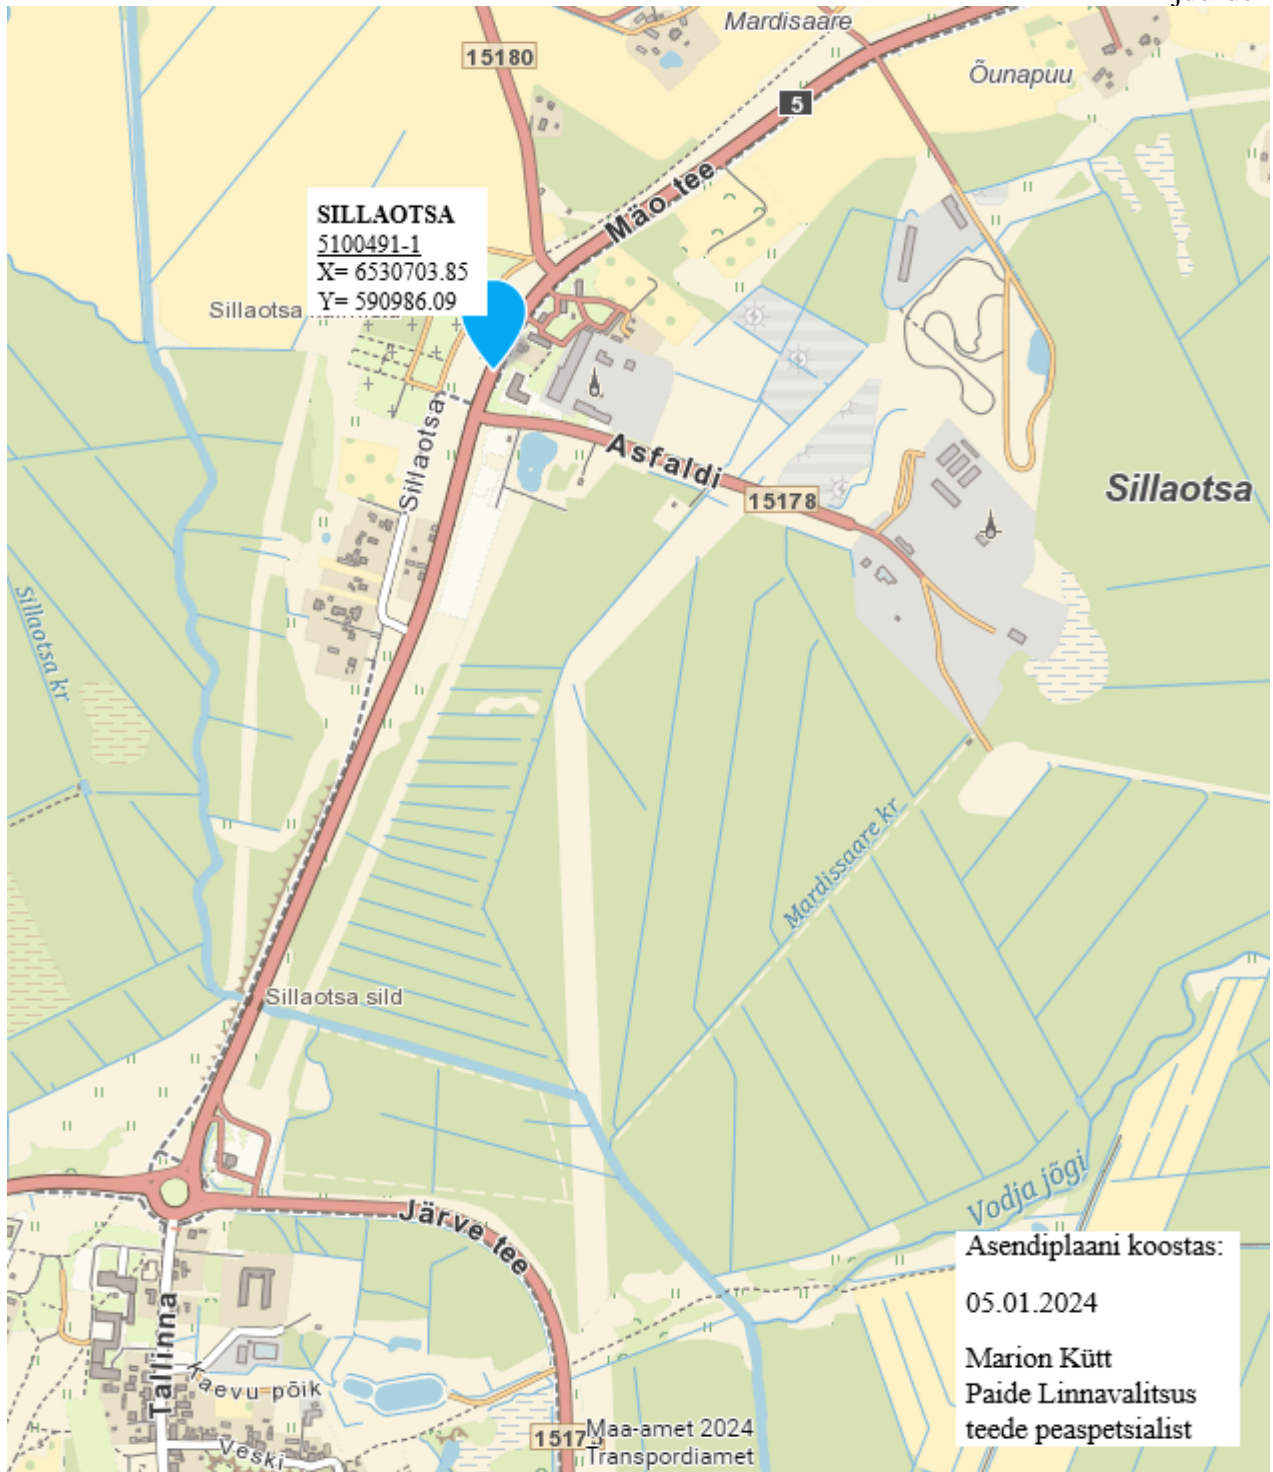 Mardisaare
15180
Õunapuu
5
Mäo tee
SILLAOTSA
5100491-1
X= 6530703.85
Y= 590986.09
Sillaotsa
Sillaotsa
Asfaldi
15178
Sillaotsa
Sillaotsa kr
Mardissaare kr
Sillaotsa sild
Vodja jõgi
Järve tee
Asendiplaani koostas:
05.01.2024
Marion Kütt
Paide Linnavalitsus
teede peaspetsialist
Tallinna
Kaevu põik
Veski
1517
Maa-amet 2024
Transpordiamet